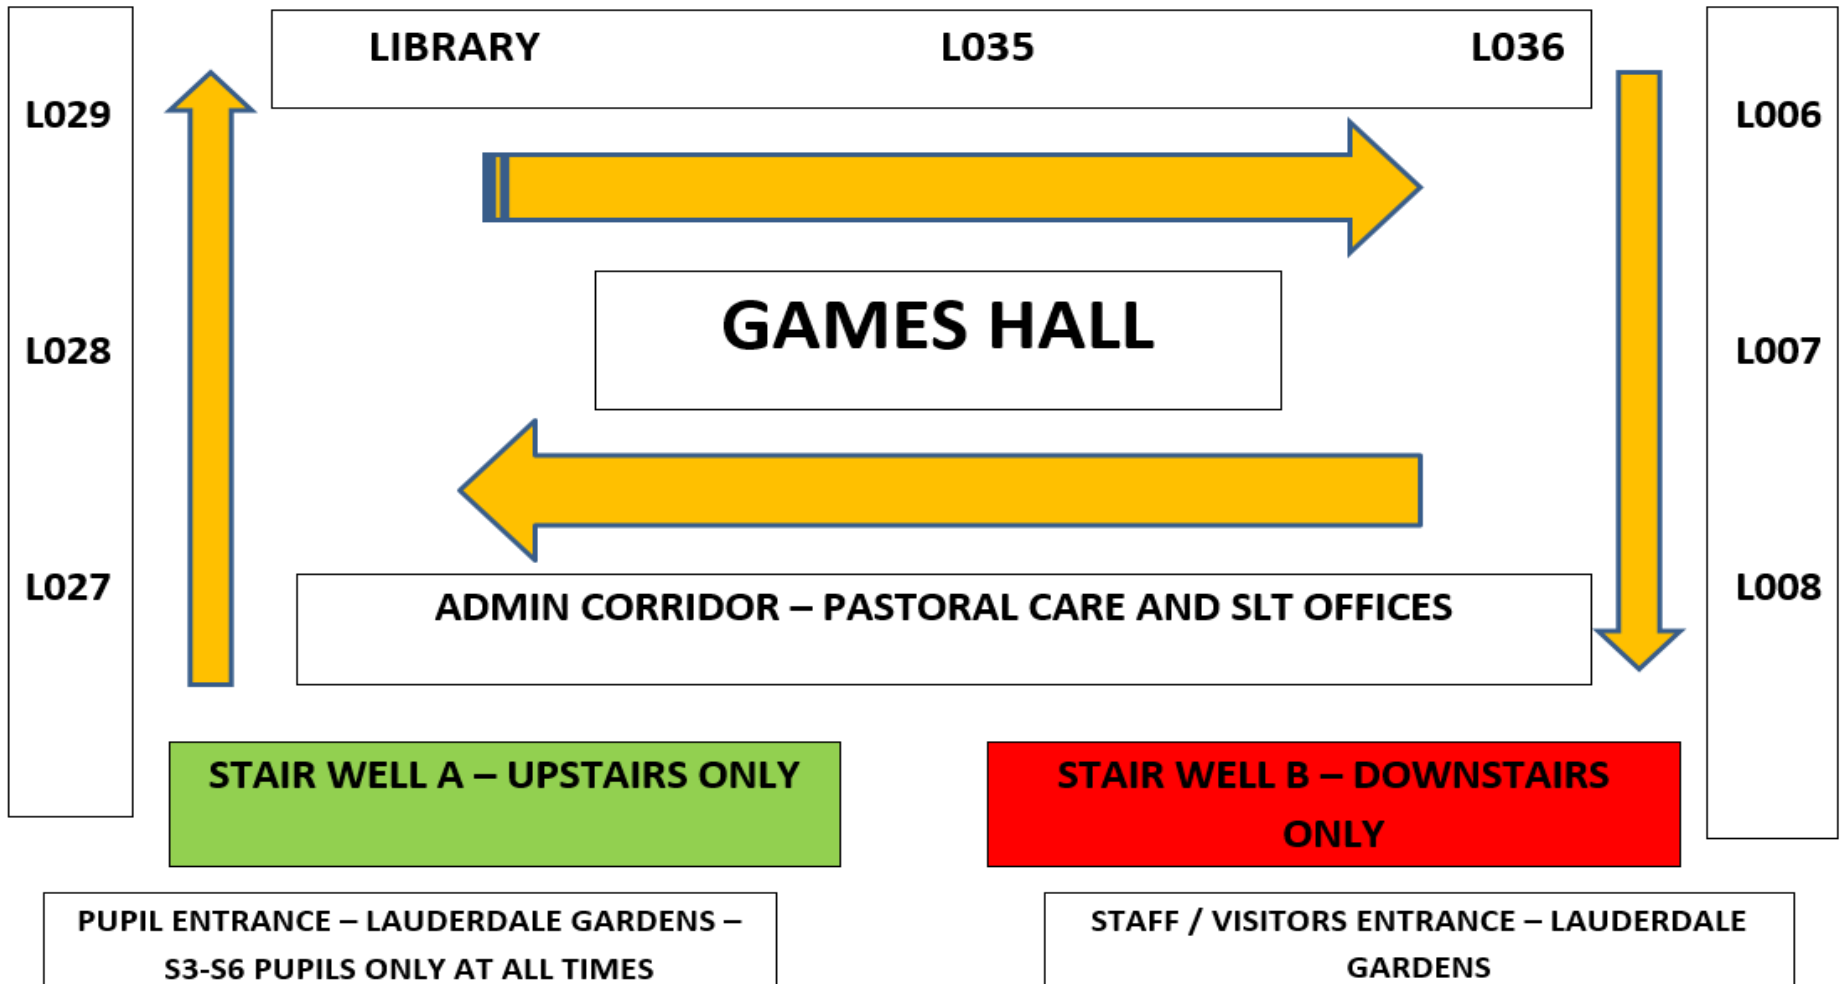 LIBRARY L035 L036
L029
L006
GAMES HALL
L028
L007
L027
L008
ADMIN CORRIDOR – PASTORAL CARE AND SLT OFFICES
STAIR WELL A – UPSTAIRS ONLY
STAIR WELL B – DOWNSTAIRS
ONLY
PUPIL ENTRANCE – LAUDERDALE GARDENS –
S3-S6 PUPILS ONLY AT ALL TIMES
STAFF / VISITORS ENTRANCE – LAUDERDALE
GARDENS